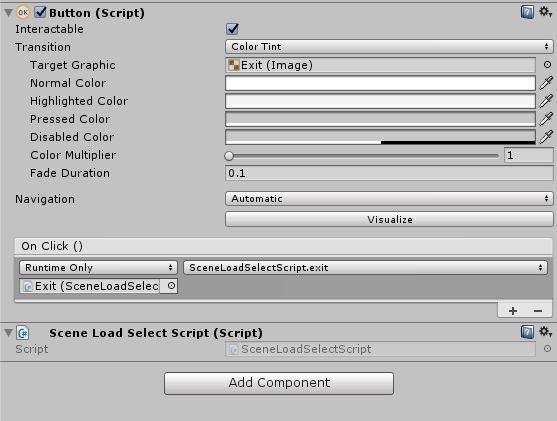 OK Button (Script)
Interactable
Transition Color Tint
Target Graphic Exit (Image)
Normal Color
Highlighted Color
Pressed Color
Disabled Color
Color Multiplier 1
Fade Duration 0.1
Navigation Automatic
Visualize
On Click ()
Runtime Only SceneLoadSelectScript.exit
Exit (SceneLoadSelec
+ −
C# Scene Load Select Script (Script)
Script SceneLoadSelectScript
Add Component